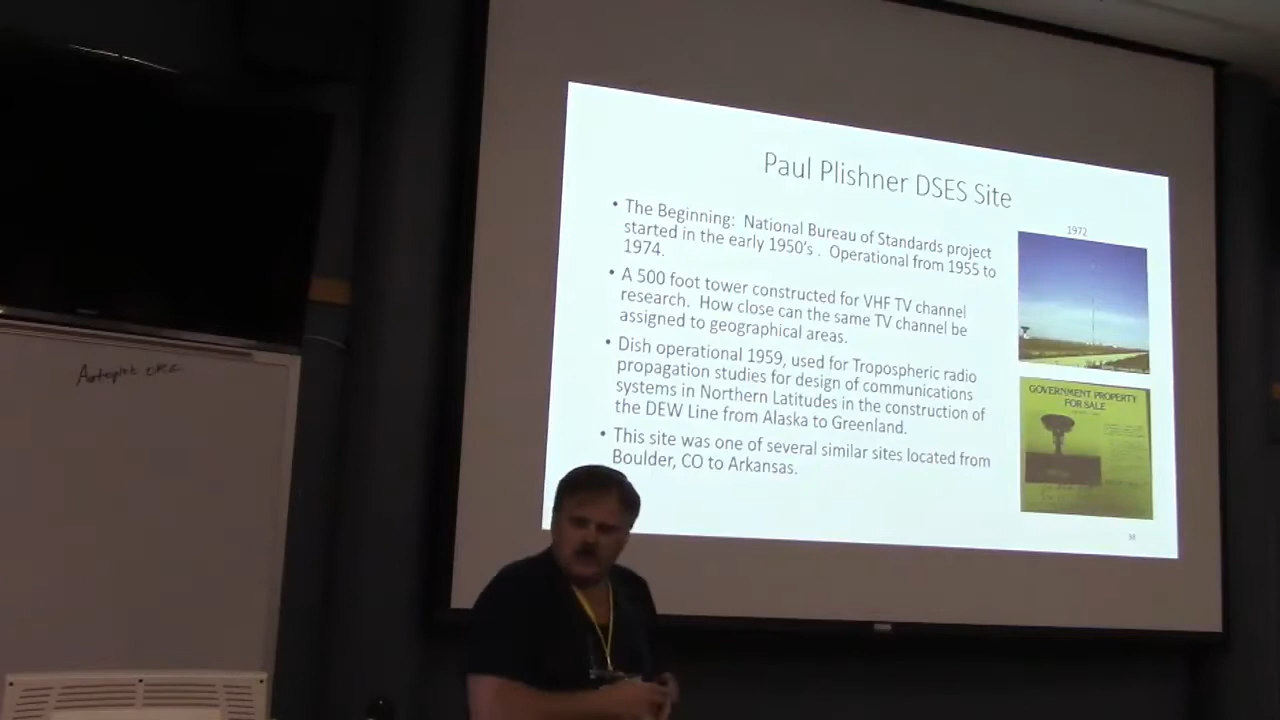 Paul Plishner DSES Site
• The Beginning: National Bureau of Standards project
started in the early 1950's . Operational from 1955 to
1974.
• A 500 foot tower constructed for VHF TV channel
research. How close can the same TV channel be
assigned to geographical areas.
• Dish operational 1959, used for Tropospheric radio
propagation studies for design of communications
systems in Northern Latitudes in the construction of
the DEW Line from Alaska to Greenland.
• This site was one of several similar sites located from
Boulder, CO to Arkansas.
1972
GOVERNMENT PROPERTY
FOR SALE